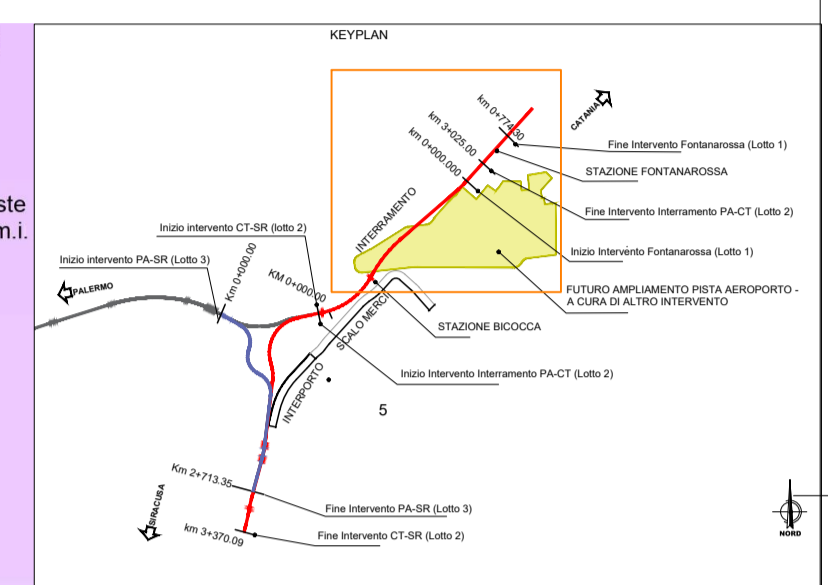 KEYPLAN
ste
m.i.
km 0+774.30
CATANIA
km 3+025.00
km 0+000.000
Fine Intervento Fontanarossa (Lotto 1)
STAZIONE FONTANAROSSA
Fine Intervento Interramento PA-CT (Lotto 2)
INTERRAMENTO
Inizio intervento CT-SR (lotto 2)
Inizio Intervento Fontanarossa (Lotto 1)
Inizio intervento PA-SR (Lotto 3)
Km 0+000.00
KM 0+000.00
PALERMO
FUTURO AMPLIAMENTO PISTA AEROPORTO -
A CURA DI ALTRO INTERVENTO
SCALO MERCI
STAZIONE BICOCCA
Inizio Intervento Interramento PA-CT (Lotto 2)
INTERPORTO
5
Km 2+713.35
SIRACUSA
Fine Intervento PA-SR (Lotto 3)
km 3+370.09
Fine Intervento CT-SR (Lotto 2)
NORD